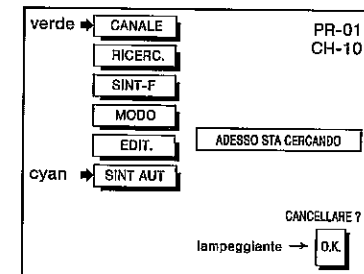 verde CANALE
PR-01
CH-10
RICERC.
SINT-F
MODO
EDIT.
ADESSO STA CERCANDO
cyan SINT AUT
CANCELLARE ?
lampeggiante → O.K.